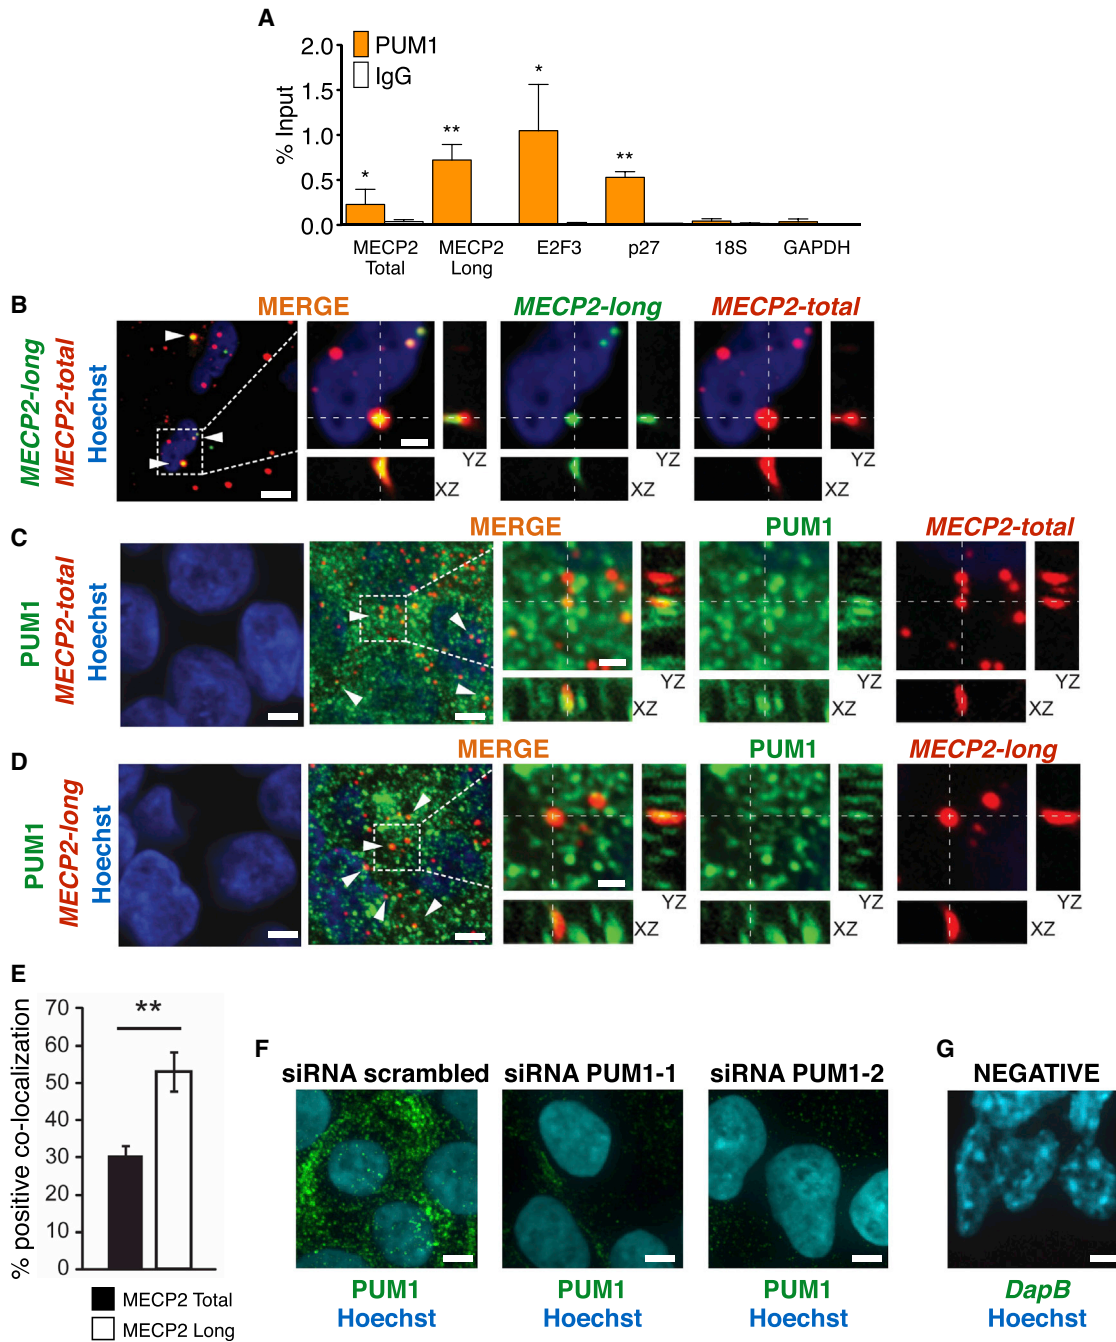 A
% Input
2.0
1.5
1.0
0.5
0.0
PUM1
IgG
*
**
*
**
MECP2 Total
MECP2 Long
E2F3
p27
18S
GAPDH
B
MECP2-long
MECP2-total
Hoechst
MERGE
MECP2-long
MECP2-total
YZ
YZ
YZ
XZ
XZ
XZ
C
PUM1
MECP2-total
Hoechst
MERGE
PUM1
MECP2-total
YZ
YZ
YZ
XZ
XZ
D
PUM1
MECP2-long
Hoechst
MERGE
PUM1
MECP2-long
YZ
YZ
YZ
XZ
XZ
E
% positive co-localization
70
60
50
40
30
20
10
0
**
MECP2 Total
MECP2 Long
F
siRNA scrambled
siRNA PUM1-1
siRNA PUM1-2
PUM1
Hoechst
PUM1
Hoechst
PUM1
Hoechst
G
NEGATIVE
DapB
Hoechst